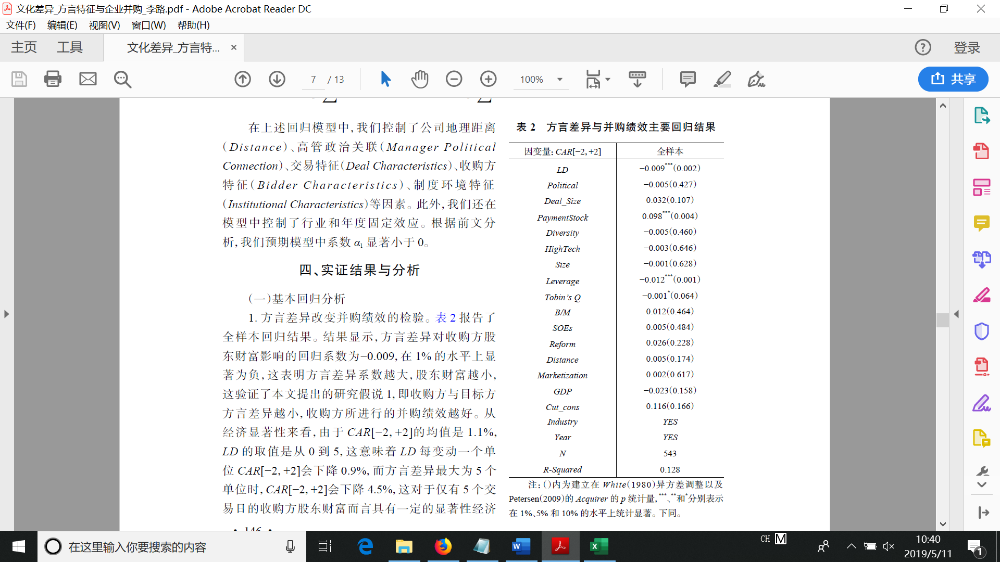 文化差异_方言特征与企业并购_李路.pdf - Adobe Acrobat Reader DC
文件(F) 编辑(E) 视图(V) 窗口(W) 帮助(H)
主页 工具 文化差异_方言特... × 登录
7 / 13 100% 共享
在上述回归模型中,我们控制了公司地理距离
(Distance)、高管政治关联(Manager Political
Connection)、交易特征(Deal Characteristics)、收购方
特征(Bidder Characteristics)、制度环境特征
(Institutional Characteristics)等因素。此外,我们还在
模型中控制了行业和年度固定效应。根据前文分
析,我们预期模型中系数 α₁ 显著小于 0。
四、实证结果与分析
(一)基本回归分析
1. 方言差异改变并购绩效的检验。表 2 报告了
全样本回归结果。结果显示,方言差异对收购方股
东财富影响的回归系数为−0.009,在 1% 的水平上显
著为负,这表明方言差异系数越大,股东财富越小,
这验证了本文提出的研究假说 1,即收购方与目标方
方言差异越小,收购方所进行的并购绩效越好。从
经济显著性来看,由于 CAR[−2, +2]的均值是 1.1%,
LD 的取值是从 0 到 5,这意味着 LD 每变动一个单
位 CAR[−2, +2]会下降 0.9%,而方言差异最大为 5 个
单位时, CAR[−2, +2]会下降 4.5%,这对于仅有 5 个交
易日的收购方股东财富而言具有一定的显著性经济
• 146 •
表 2 方言差异与并购绩效主要回归结果
因变量: CAR[−2, +2] 全样本
LD −0.009***(0.002)
Political −0.005(0.427)
Deal_Size 0.032(0.107)
PaymentStock 0.098***(0.004)
Diversity −0.005(0.460)
HighTech −0.003(0.646)
Size −0.001(0.628)
Leverage −0.012***(0.001)
Tobin's Q −0.001*(0.064)
B/M 0.012(0.464)
SOEs 0.005(0.484)
Reform 0.026(0.228)
Distance 0.005(0.174)
Marketization 0.002(0.617)
GDP −0.023(0.158)
Cut_cons 0.116(0.166)
Industry YES
Year YES
N 543
R-Squared 0.128
注:()内为建立在 White(1980)异方差调整以及
Petersen(2009)的 Acquirer 的 p 统计量,***、**和*分别表示
在 1%、5% 和 10% 的水平上统计显著。下同。
在这里输入你要搜索的内容 CH M 10:40
2019/5/11 1